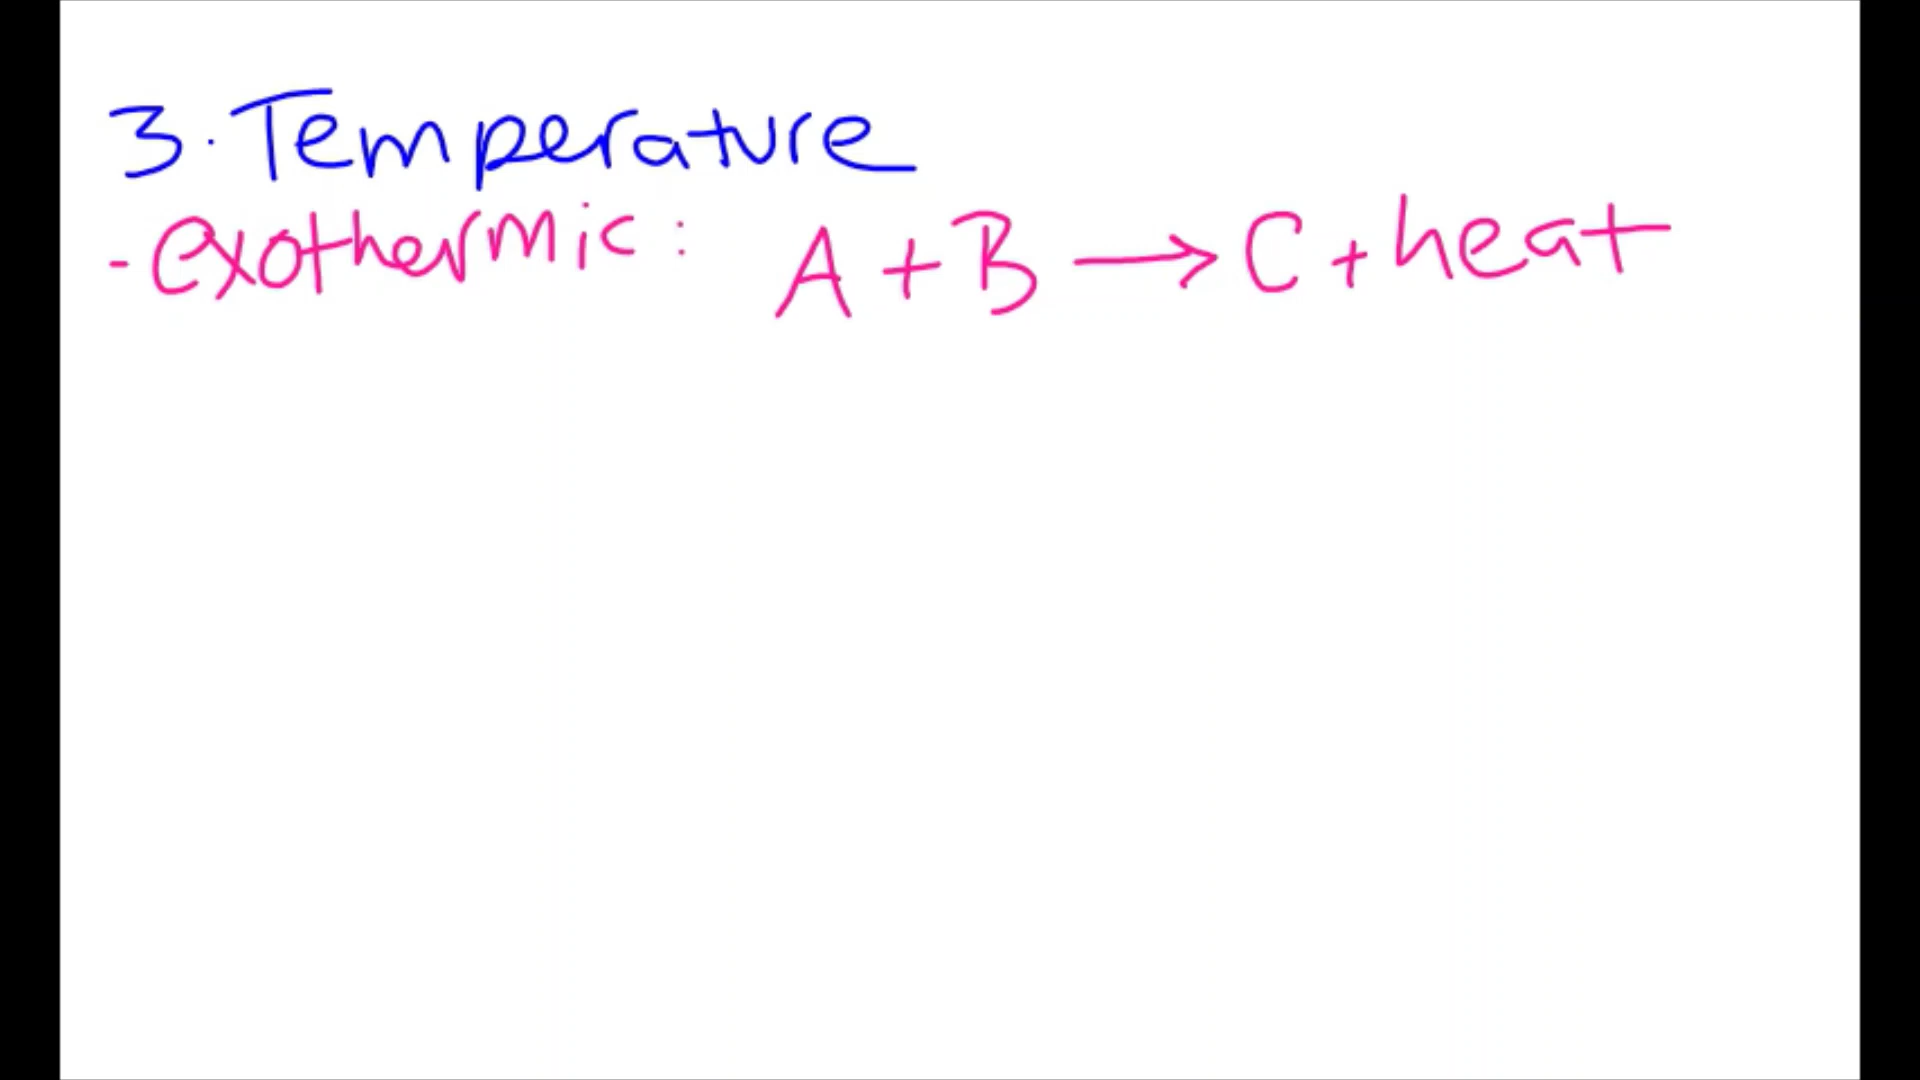 3. Temperature
- exothermic: A + B → C + heat